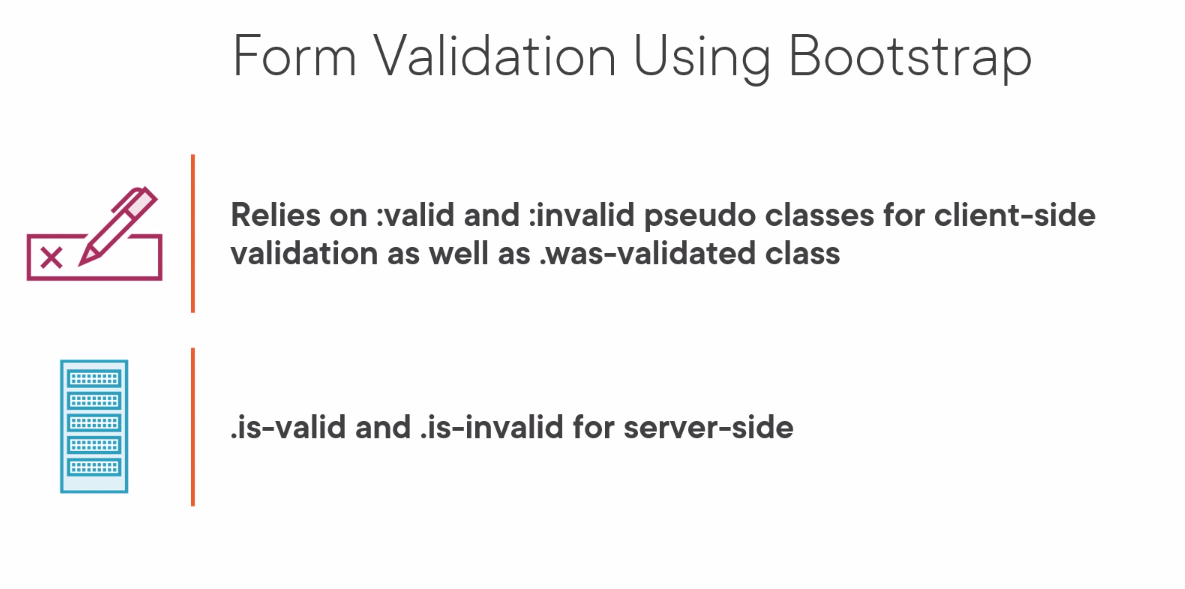 Form Validation Using Bootstrap
Relies on :valid and :invalid pseudo classes for client-side
validation as well as .was-validated class
.is-valid and .is-invalid for server-side